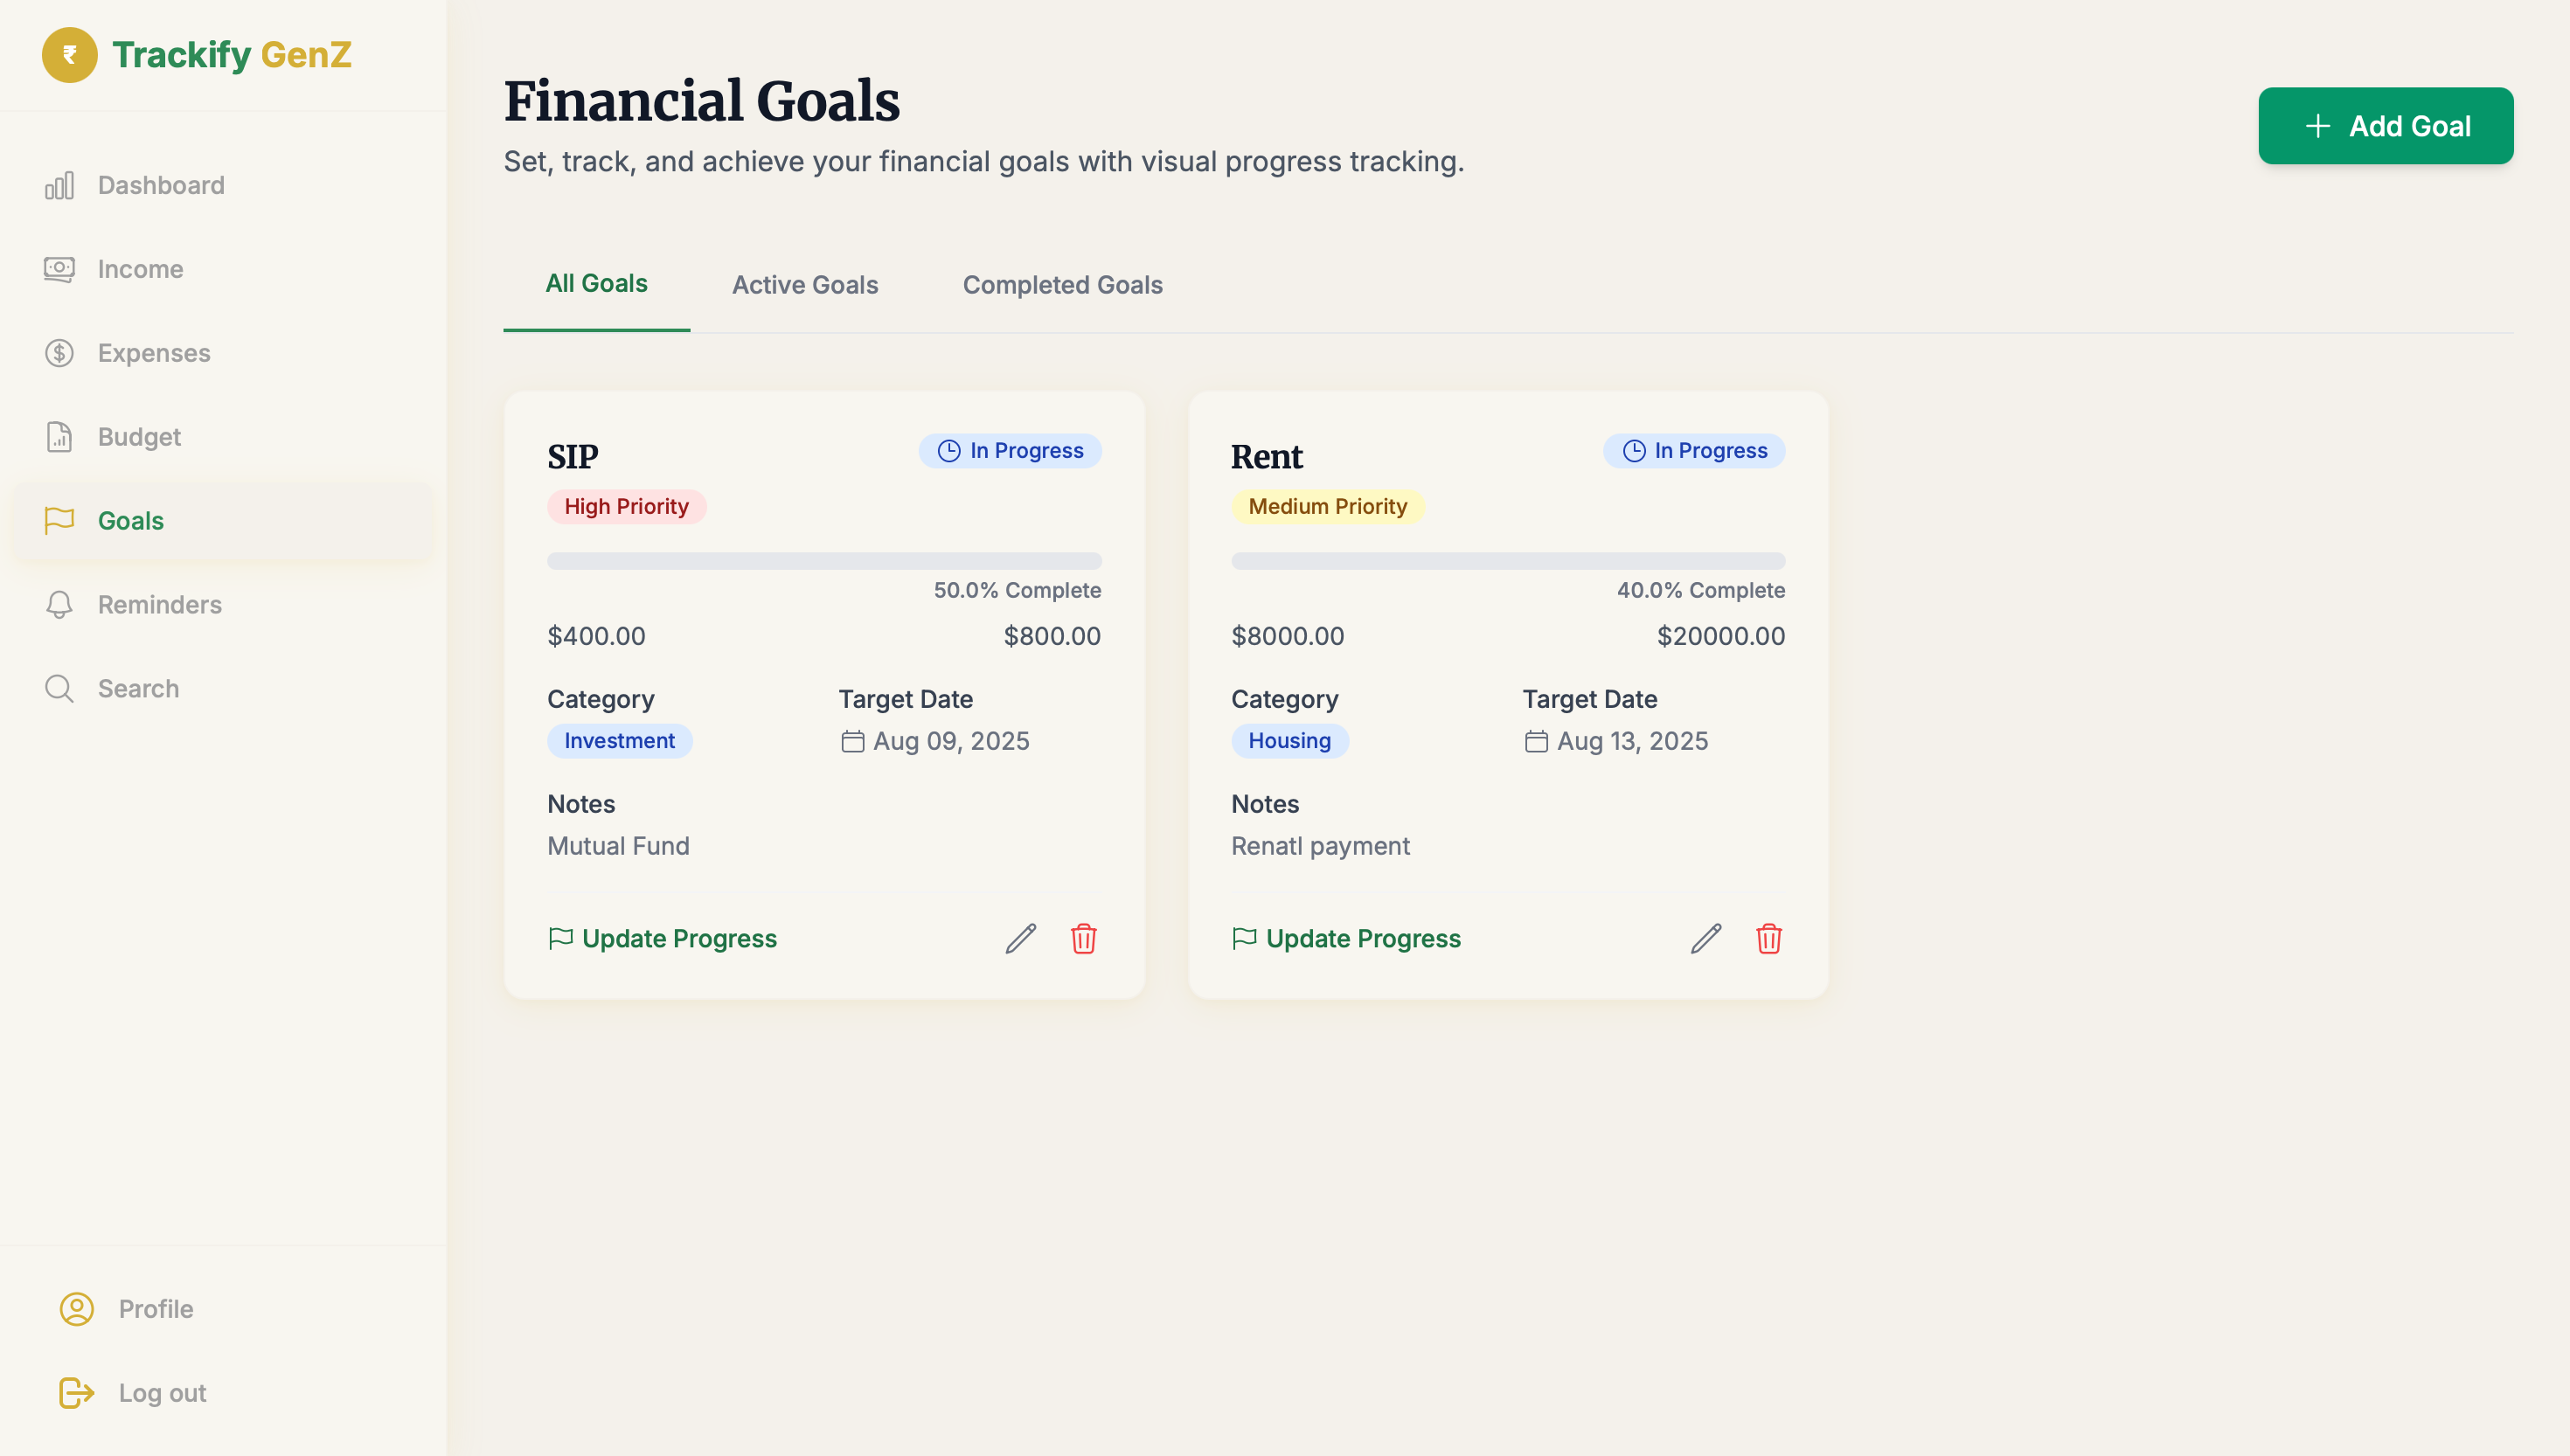 ₹ Trackify GenZ
Dashboard
Income
Expenses
Budget
Goals
Reminders
Search
Profile
Log out
Financial Goals
Set, track, and achieve your financial goals with visual progress tracking.
+ Add Goal
All Goals Active Goals Completed Goals
SIP
In Progress
High Priority
50.0% Complete
$400.00 $800.00
Category Target Date
Investment Aug 09, 2025
Notes
Mutual Fund
Update Progress
Rent
In Progress
Medium Priority
40.0% Complete
$8000.00 $20000.00
Category Target Date
Housing Aug 13, 2025
Notes
Renatl payment
Update Progress